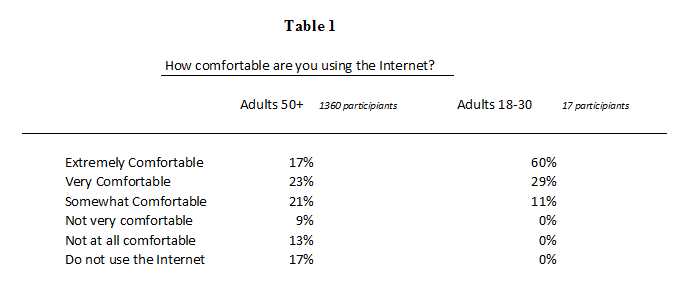 Table 1
How comfortable are you using the Internet?
Adults 50+ 1360 participants Adults 18-30 17 participants
Extremely Comfortable 17% 60%
Very Comfortable 23% 29%
Somewhat Comfortable 21% 11%
Not very comfortable 9% 0%
Not at all comfortable 13% 0%
Do not use the Internet 17% 0%